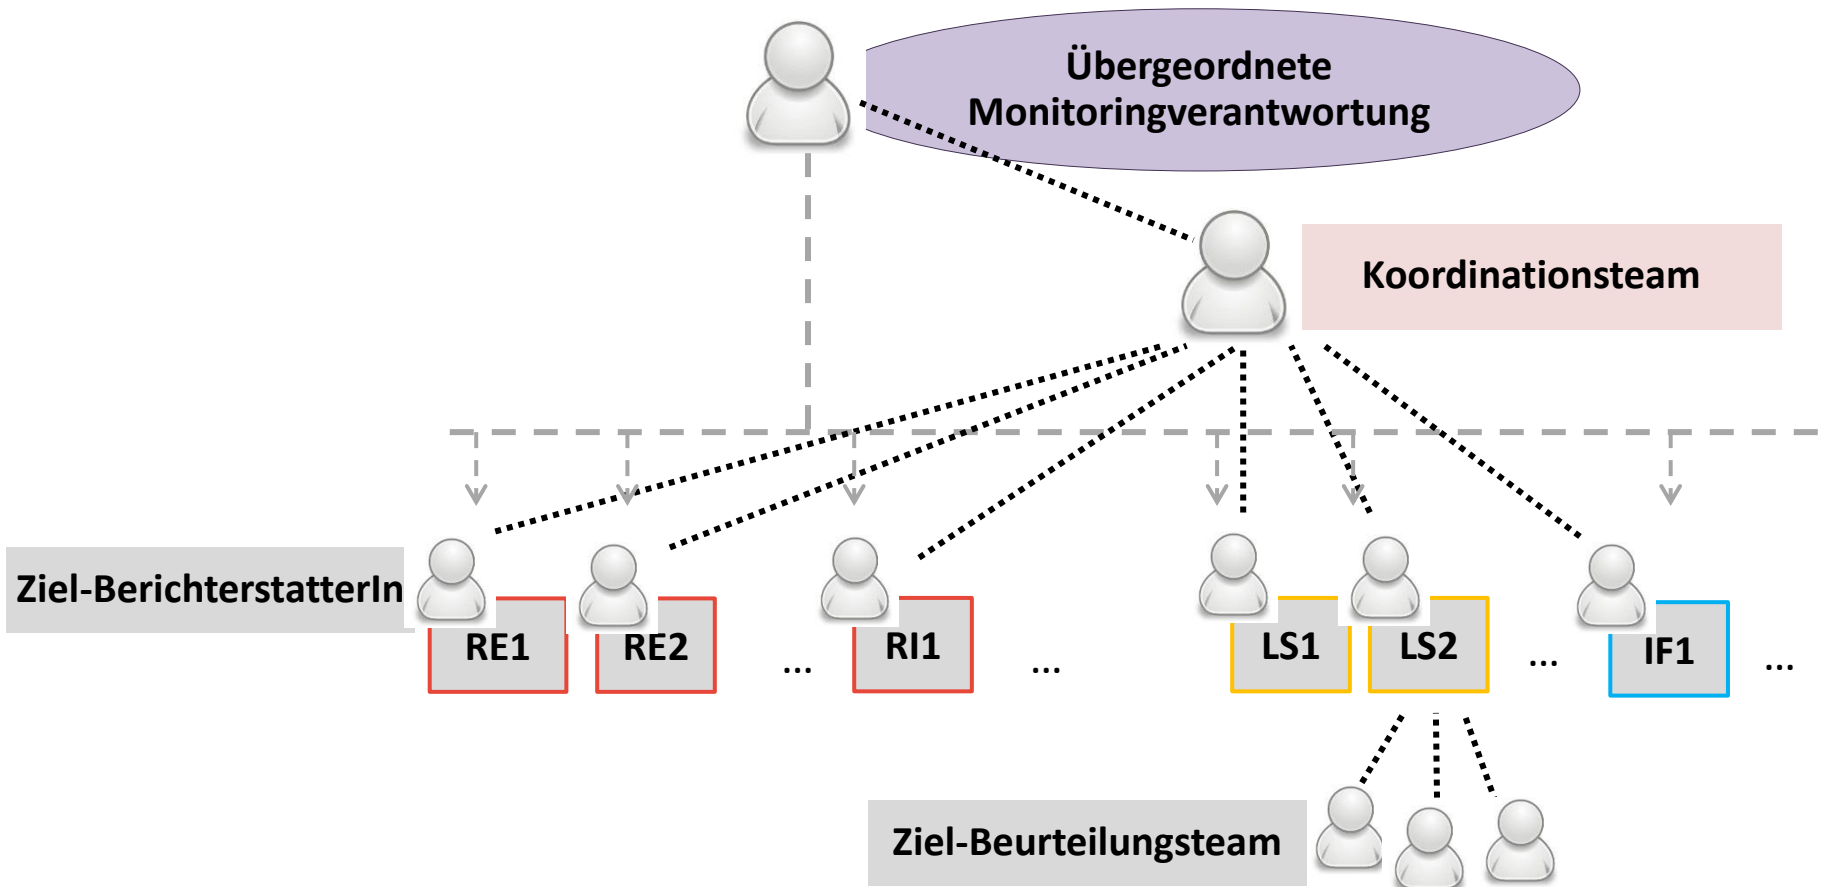 Übergeordnete
Monitoringverantwortung
Koordinationsteam
Ziel-BerichterstatterIn
RE1
RE2
...
RI1
...
LS1
LS2
...
IF1
...
Ziel-Beurteilungsteam